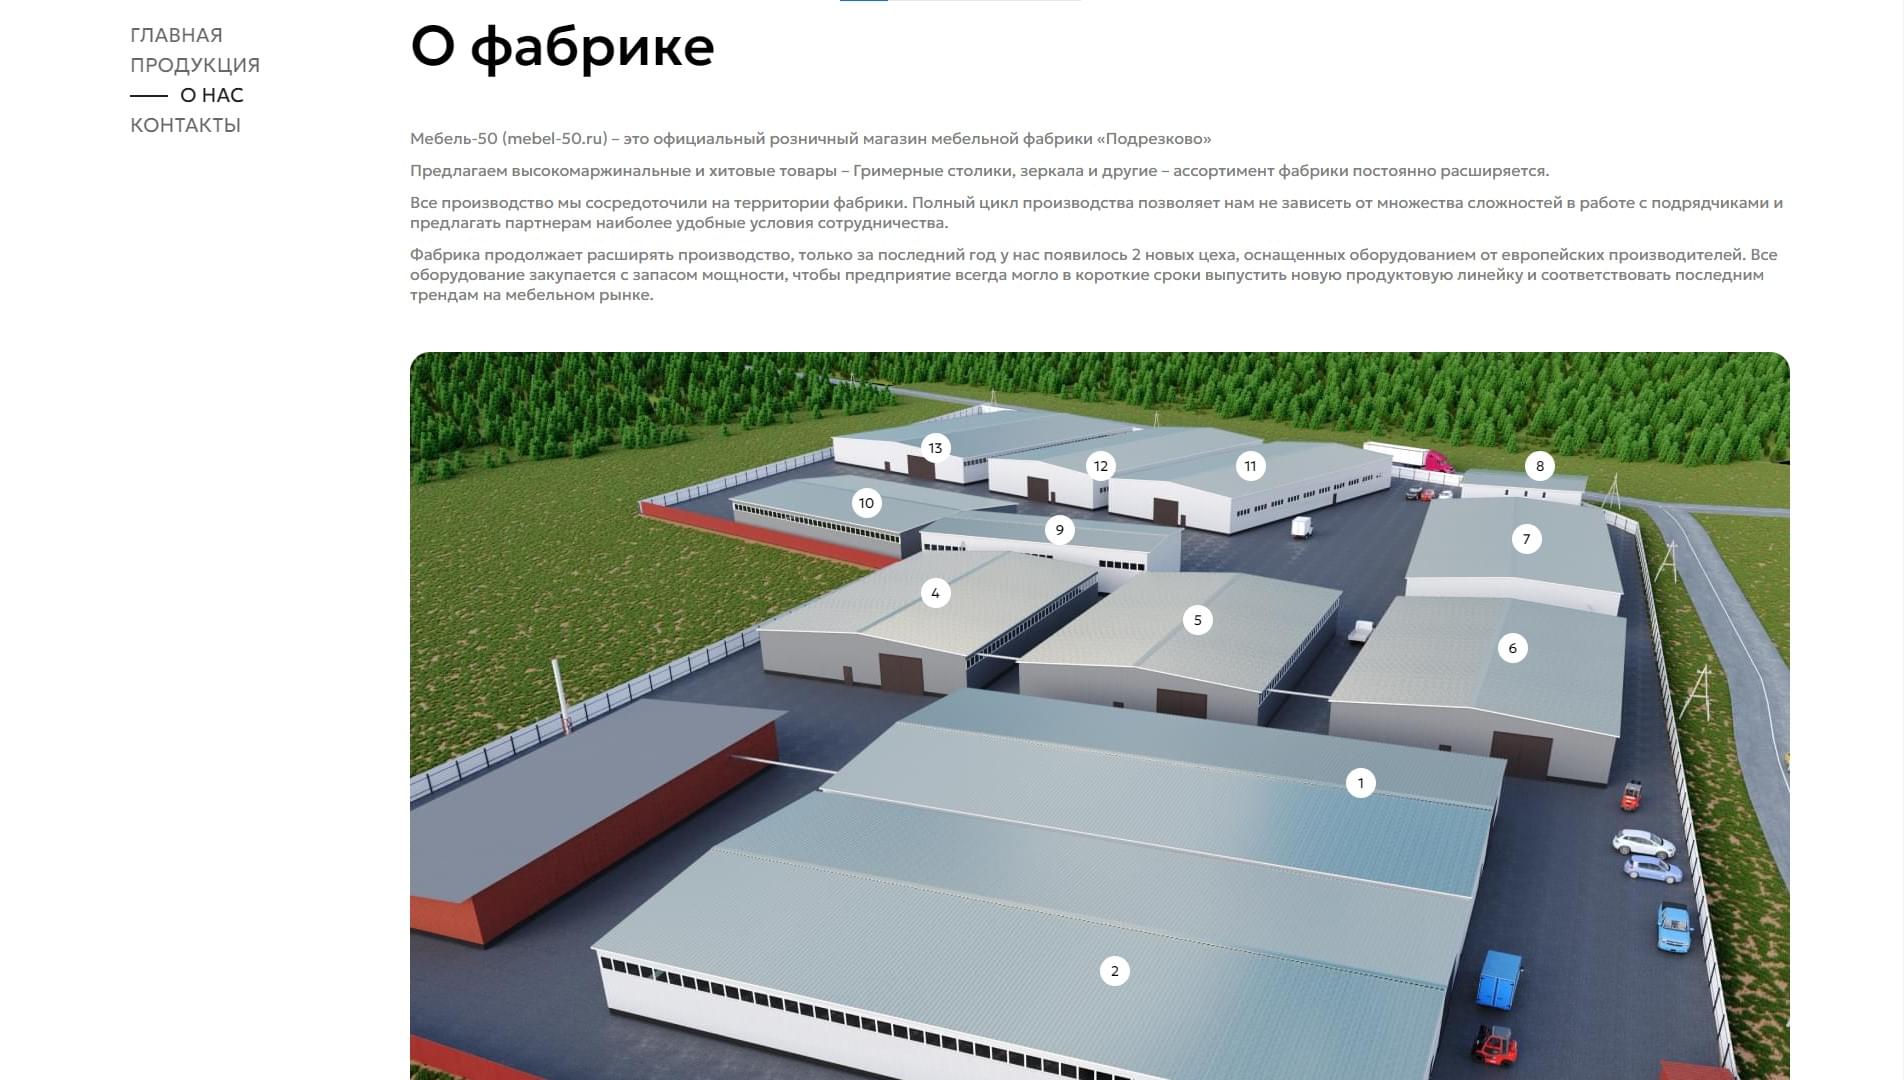 ГЛАВНАЯ
ПРОДУКЦИЯ
О НАС
КОНТАКТЫ
О фабрике
Мебель-50 (mebel-50.ru) – это официальный розничный магазин мебельной фабрики «Подрезково»
Предлагаем высокомаржинальные и хитовые товары – Гримерные столики, зеркала и другие – ассортимент фабрики постоянно расширяется.
Все производство мы сосредоточили на территории фабрики. Полный цикл производства позволяет нам не зависеть от множества сложностей в работе с подрядчиками и
предлагать партнерам наиболее удобные условия сотрудничества.
Фабрика продолжает расширять производство, только за последний год у нас появилось 2 новых цеха, оснащенных оборудованием от европейских производителей. Все
оборудование закупается с запасом мощности, чтобы предприятие всегда могло в короткие сроки выпустить новую продуктовую линейку и соответствовать последним
трендам на мебельном рынке.
13
12
11
8
10
9
7
4
5
6
1
2